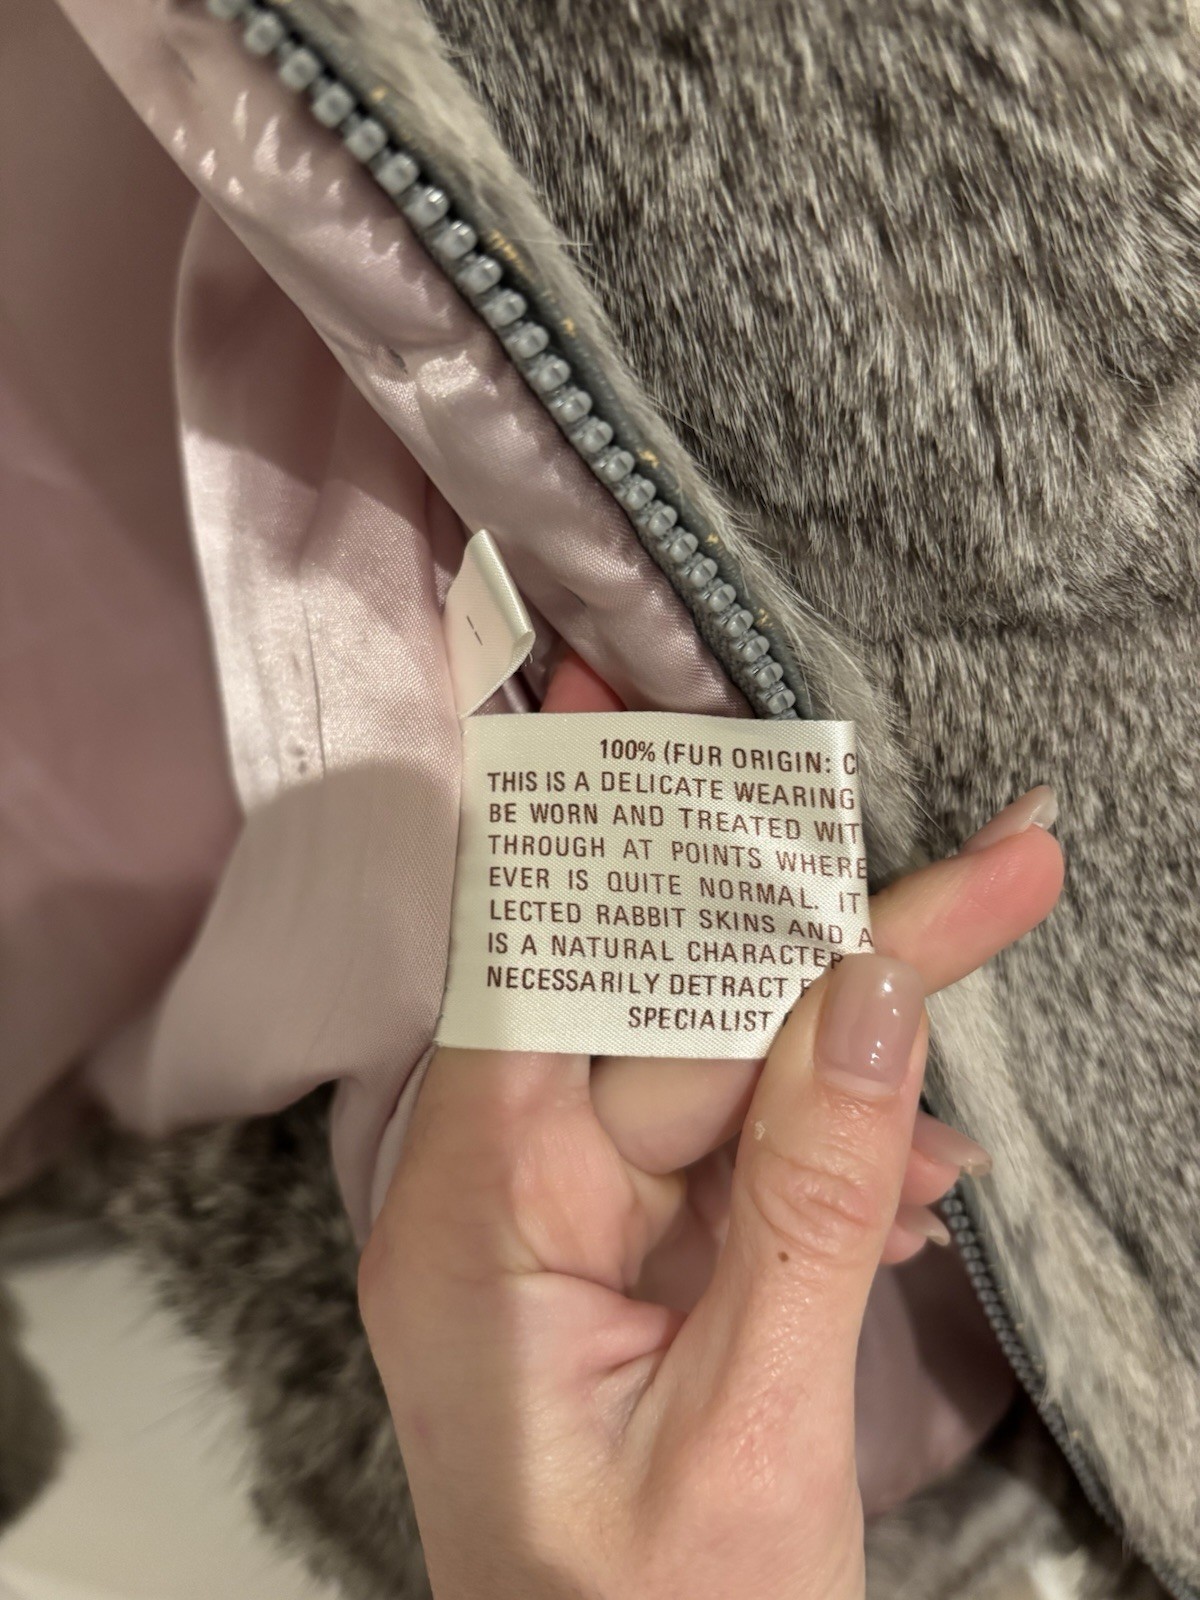 100% (FUR ORIGIN: C
THIS IS A DELICATE WEARING
BE WORN AND TREATED WIT
THROUGH AT POINTS WHERE
EVER IS QUITE NORMAL. IT
LECTED RABBIT SKINS AND A
IS A NATURAL CHARACTER
NECESSARILY DETRACT F
SPECIALIST